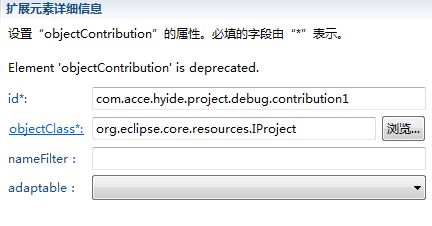 扩展元素详细信息
设置“objectContribution”的属性。必填的字段由“*”表示。
Element 'objectContribution' is deprecated.
id*: com.acce.hyide.project.debug.contribution1
objectClass*: org.eclipse.core.resources.IProject 浏览...
nameFilter：
adaptable：